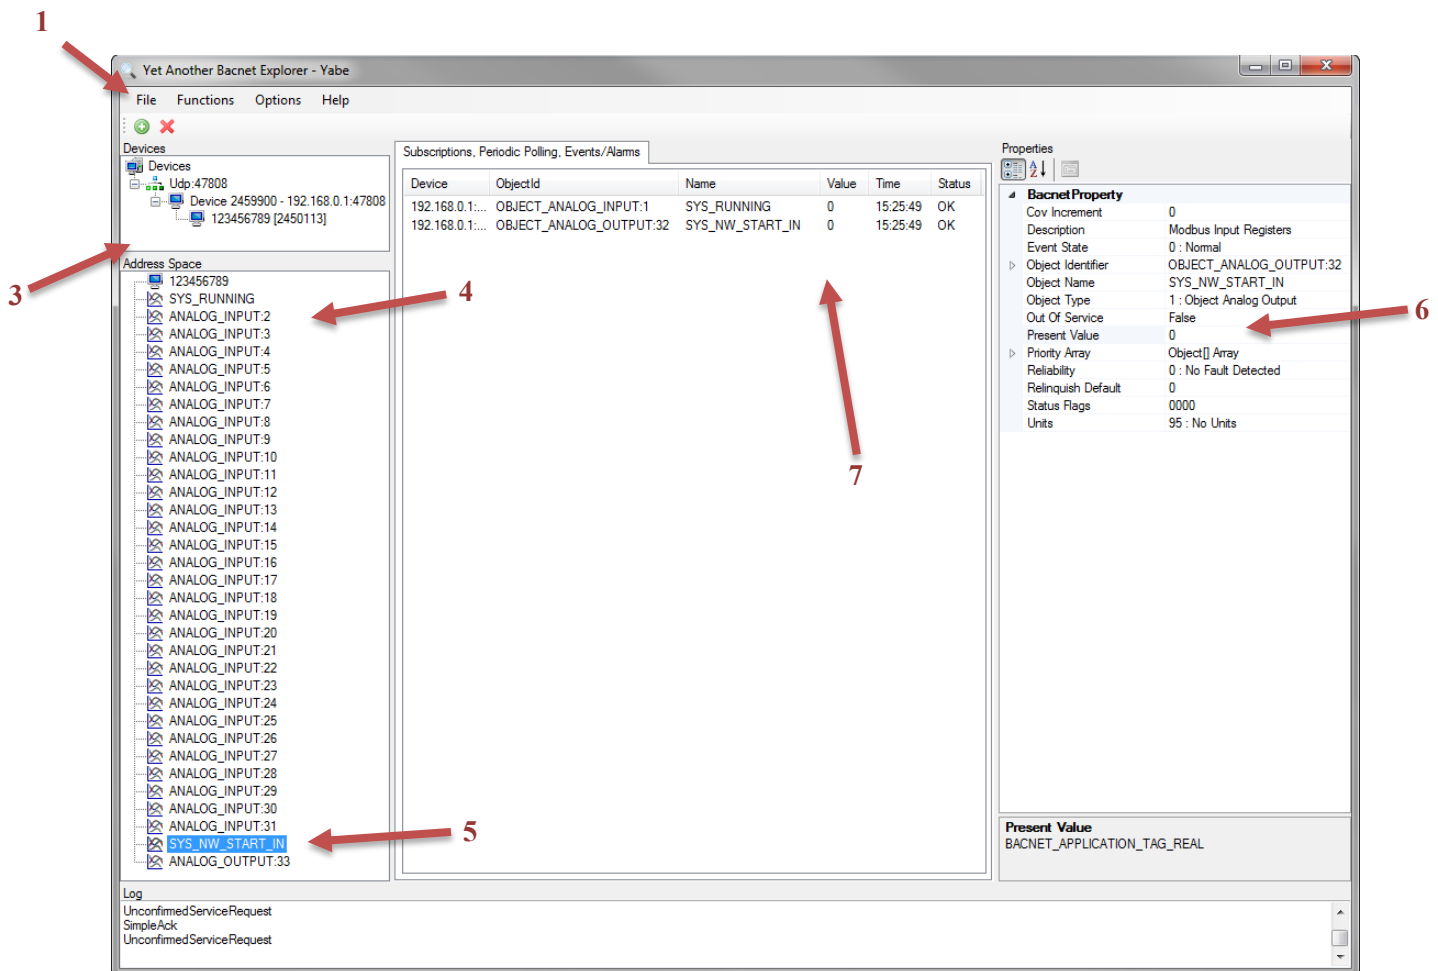 1
Yet Another Bacnet Explorer - Yabe
File Functions Options Help
Devices
Devices
Udp:47808
Device 2459900 - 192.168.0.1:47808
123456789 [2450113]
3
Address Space
123456789
SYS_RUNNING
ANALOG_INPUT:2
ANALOG_INPUT:3
ANALOG_INPUT:4
ANALOG_INPUT:5
ANALOG_INPUT:6
ANALOG_INPUT:7
ANALOG_INPUT:8
ANALOG_INPUT:9
ANALOG_INPUT:10
ANALOG_INPUT:11
ANALOG_INPUT:12
ANALOG_INPUT:13
ANALOG_INPUT:14
ANALOG_INPUT:15
ANALOG_INPUT:16
ANALOG_INPUT:17
ANALOG_INPUT:18
ANALOG_INPUT:19
ANALOG_INPUT:20
ANALOG_INPUT:21
ANALOG_INPUT:22
ANALOG_INPUT:23
ANALOG_INPUT:24
ANALOG_INPUT:25
ANALOG_INPUT:26
ANALOG_INPUT:27
ANALOG_INPUT:28
ANALOG_INPUT:29
ANALOG_INPUT:30
ANALOG_INPUT:31
SYS_NW_START_IN
ANALOG_OUTPUT:33
4
5
Subscriptions, Periodic Polling, Events/Alarms
Device ObjectId Name Value Time Status
192.168.0.1:... OBJECT_ANALOG_INPUT:1 SYS_RUNNING 0 15:25:49 OK
192.168.0.1:... OBJECT_ANALOG_OUTPUT:32 SYS_NW_START_IN 0 15:25:49 OK
7
Properties
BacnetProperty
Cov Increment 0
Description Modbus Input Registers
Event State 0 : Normal
Object Identifier OBJECT_ANALOG_OUTPUT:32
Object Name SYS_NW_START_IN
Object Type 1 : Object Analog Output
Out Of Service False
Present Value 0
Priority Array Object[] Array
Reliability 0 : No Fault Detected
Relinquish Default 0
Status Flags 0000
Units 95 : No Units
6
Present Value
BACNET_APPLICATION_TAG_REAL
Log
UnconfirmedServiceRequest
SimpleAck
UnconfirmedServiceRequest